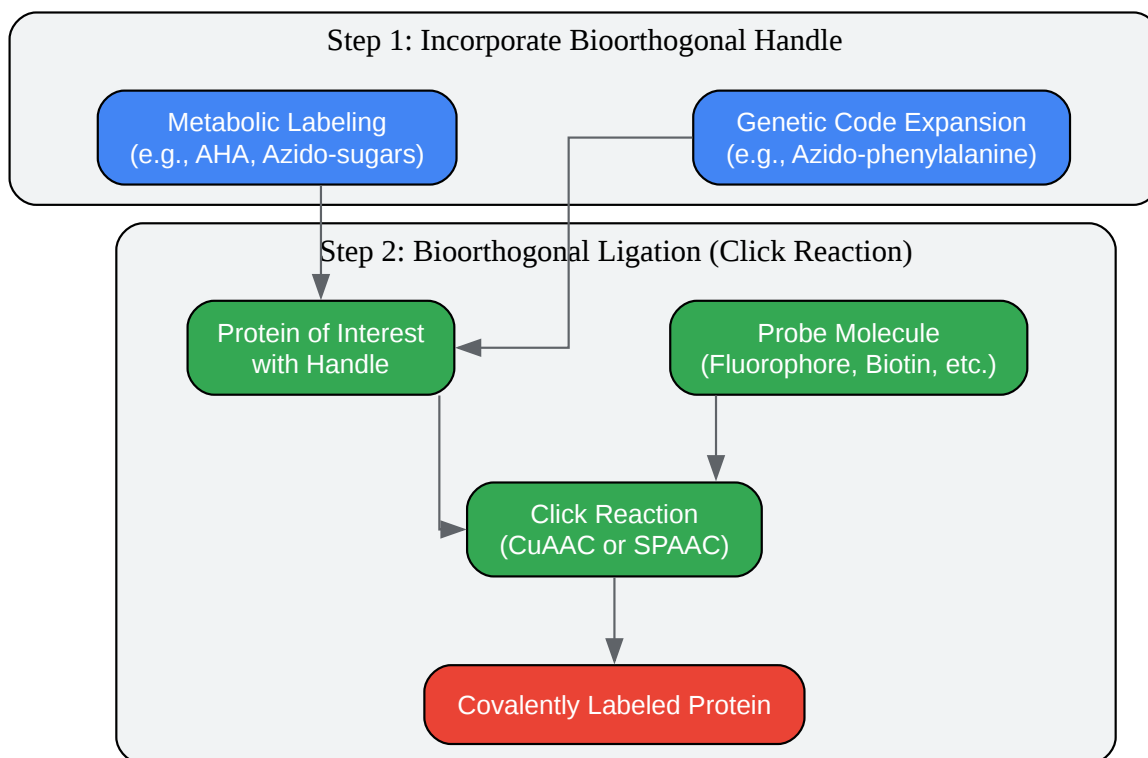 Step 1: Incorporate Bioorthogonal Handle
Metabolic Labeling
(e.g., AHA, Azido-sugars)
Genetic Code Expansion
(e.g., Azido-phenylalanine)
Step 2: Bioorthogonal Ligation (Click Reaction)
Protein of Interest
with Handle
Probe Molecule
(Fluorophore, Biotin, etc.)
Click Reaction
(CuAAC or SPAAC)
Covalently Labeled Protein